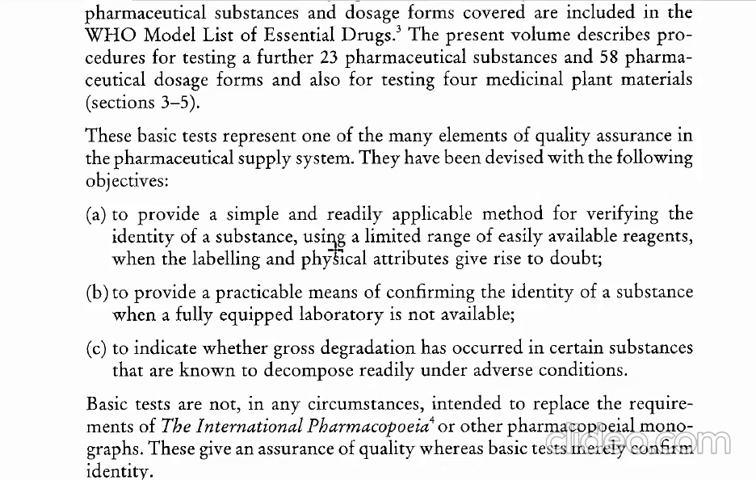 pharmaceutical substances and dosage forms covered are included in the
WHO Model List of Essential Drugs.³ The present volume describes pro-
cedures for testing a further 23 pharmaceutical substances and 58 pharma-
ceutical dosage forms and also for testing four medicinal plant materials
(sections 3–5).
These basic tests represent one of the many elements of quality assurance in
the pharmaceutical supply system. They have been devised with the following
objectives:
(a) to provide a simple and readily applicable method for verifying the
identity of a substance, using a limited range of easily available reagents,
when the labelling and physical attributes give rise to doubt;
(b) to provide a practicable means of confirming the identity of a substance
when a fully equipped laboratory is not available;
(c) to indicate whether gross degradation has occurred in certain substances
that are known to decompose readily under adverse conditions.
Basic tests are not, in any circumstances, intended to replace the require-
ments of The International Pharmacopoeia⁴ or other pharmacopoeial mono-
graphs. These give an assurance of quality whereas basic tests merely confirm
identity.
clideo.com